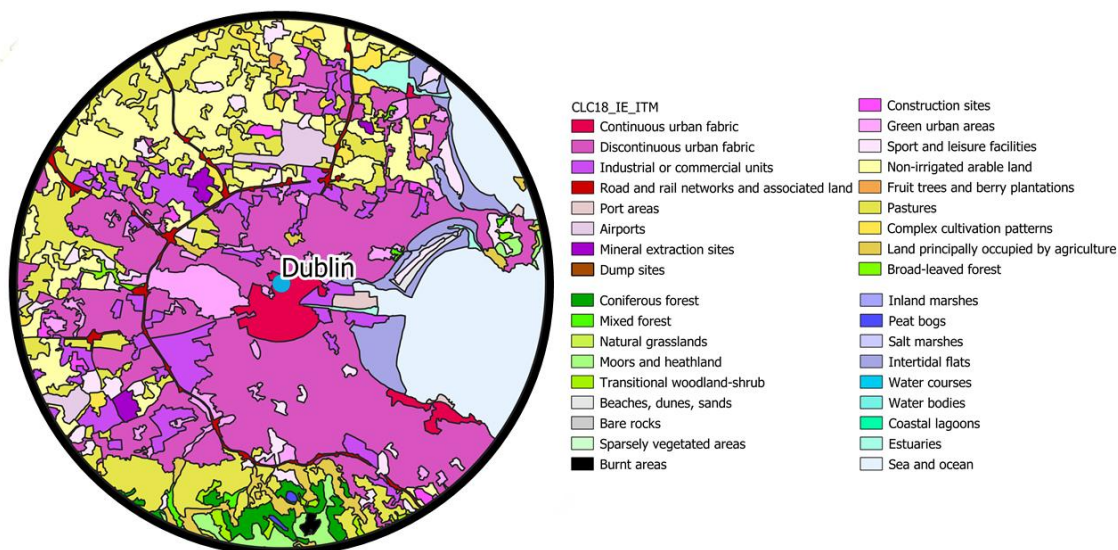 Dublin
CLC18_IE_ITM
Continuous urban fabric
Discontinuous urban fabric
Industrial or commercial units
Road and rail networks and associated land
Port areas
Airports
Mineral extraction sites
Dump sites
Coniferous forest
Mixed forest
Natural grasslands
Moors and heathland
Transitional woodland-shrub
Beaches, dunes, sands
Bare rocks
Sparsely vegetated areas
Burnt areas
Construction sites
Green urban areas
Sport and leisure facilities
Non-irrigated arable land
Fruit trees and berry plantations
Pastures
Complex cultivation patterns
Land principally occupied by agriculture
Broad-leaved forest
Inland marshes
Peat bogs
Salt marshes
Intertidal flats
Water courses
Water bodies
Coastal lagoons
Estuaries
Sea and ocean